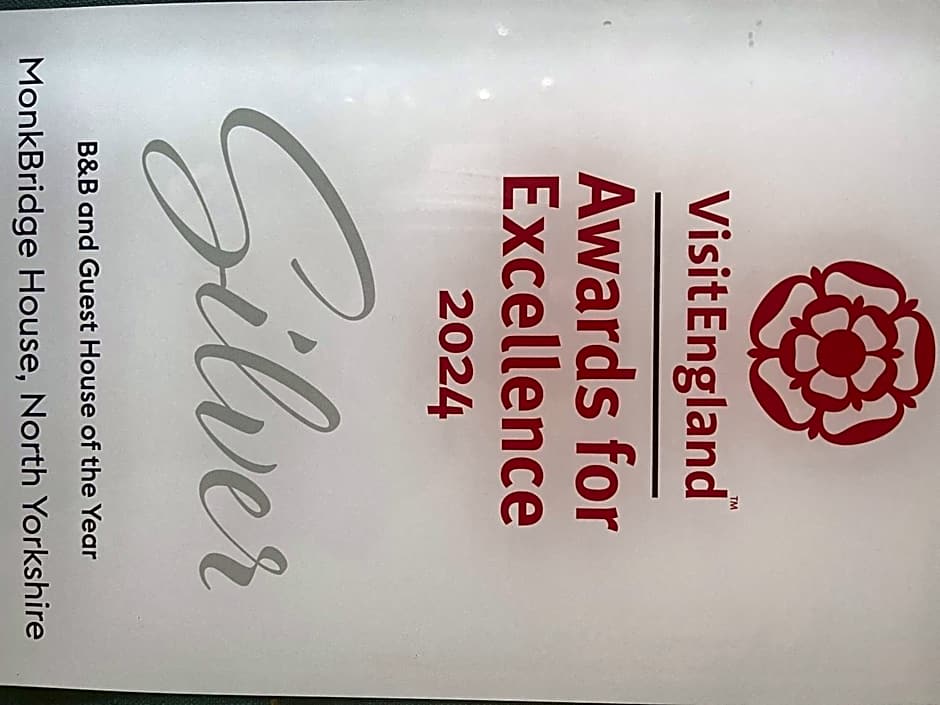 VisitEngland™
Awards for
Excellence
2024
Silver
B&B and Guest House of the Year
MonkBridge House, North Yorkshire